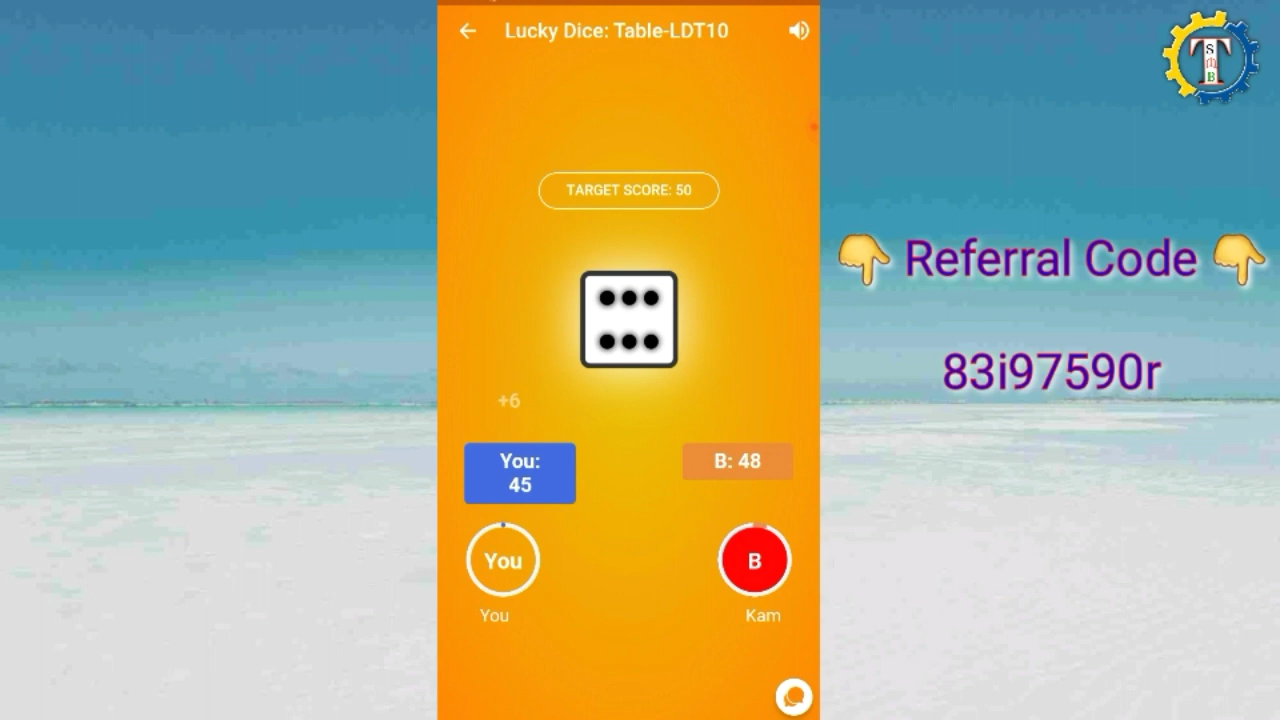 Lucky Dice: Table-LDT10
TARGET SCORE: 50
+6
You:
45
B: 48
You
B
You
Kam
👇 Referral Code 👇
83i97590r
T
S
M
B